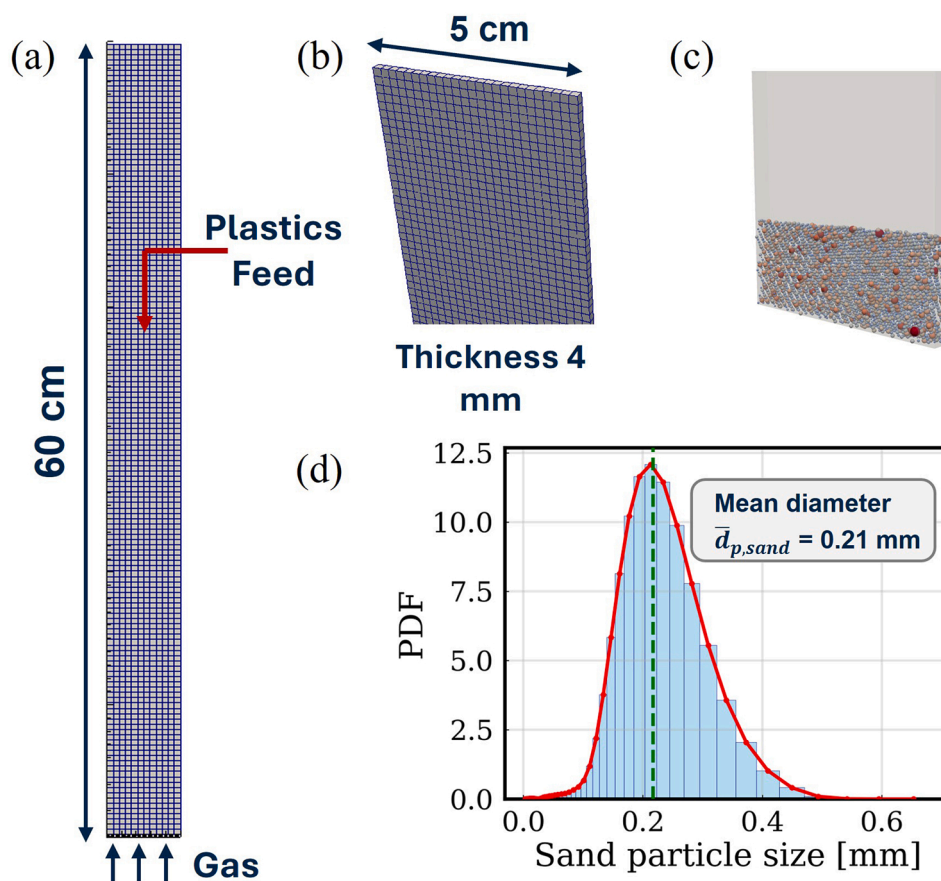 (a)
60 cm
Plastics
Feed
Gas
(b)
5 cm
Thickness 4
mm
(c)
(d)
12.5
10.0
7.5
5.0
2.5
0.0
PDF
Mean diameter
d̅p,sand = 0.21 mm
0.0 0.2 0.4 0.6
Sand particle size [mm]